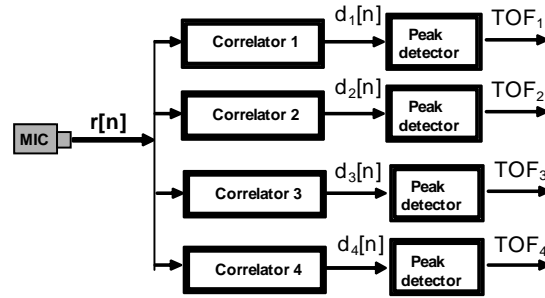 d₁[n] TOF₁
Correlator 1 Peak detector
d₂[n] TOF₂
Correlator 2 Peak detector
MIC r[n]
d₃[n] TOF₃
Correlator 3 Peak detector
d₄[n] TOF₄
Correlator 4 Peak detector